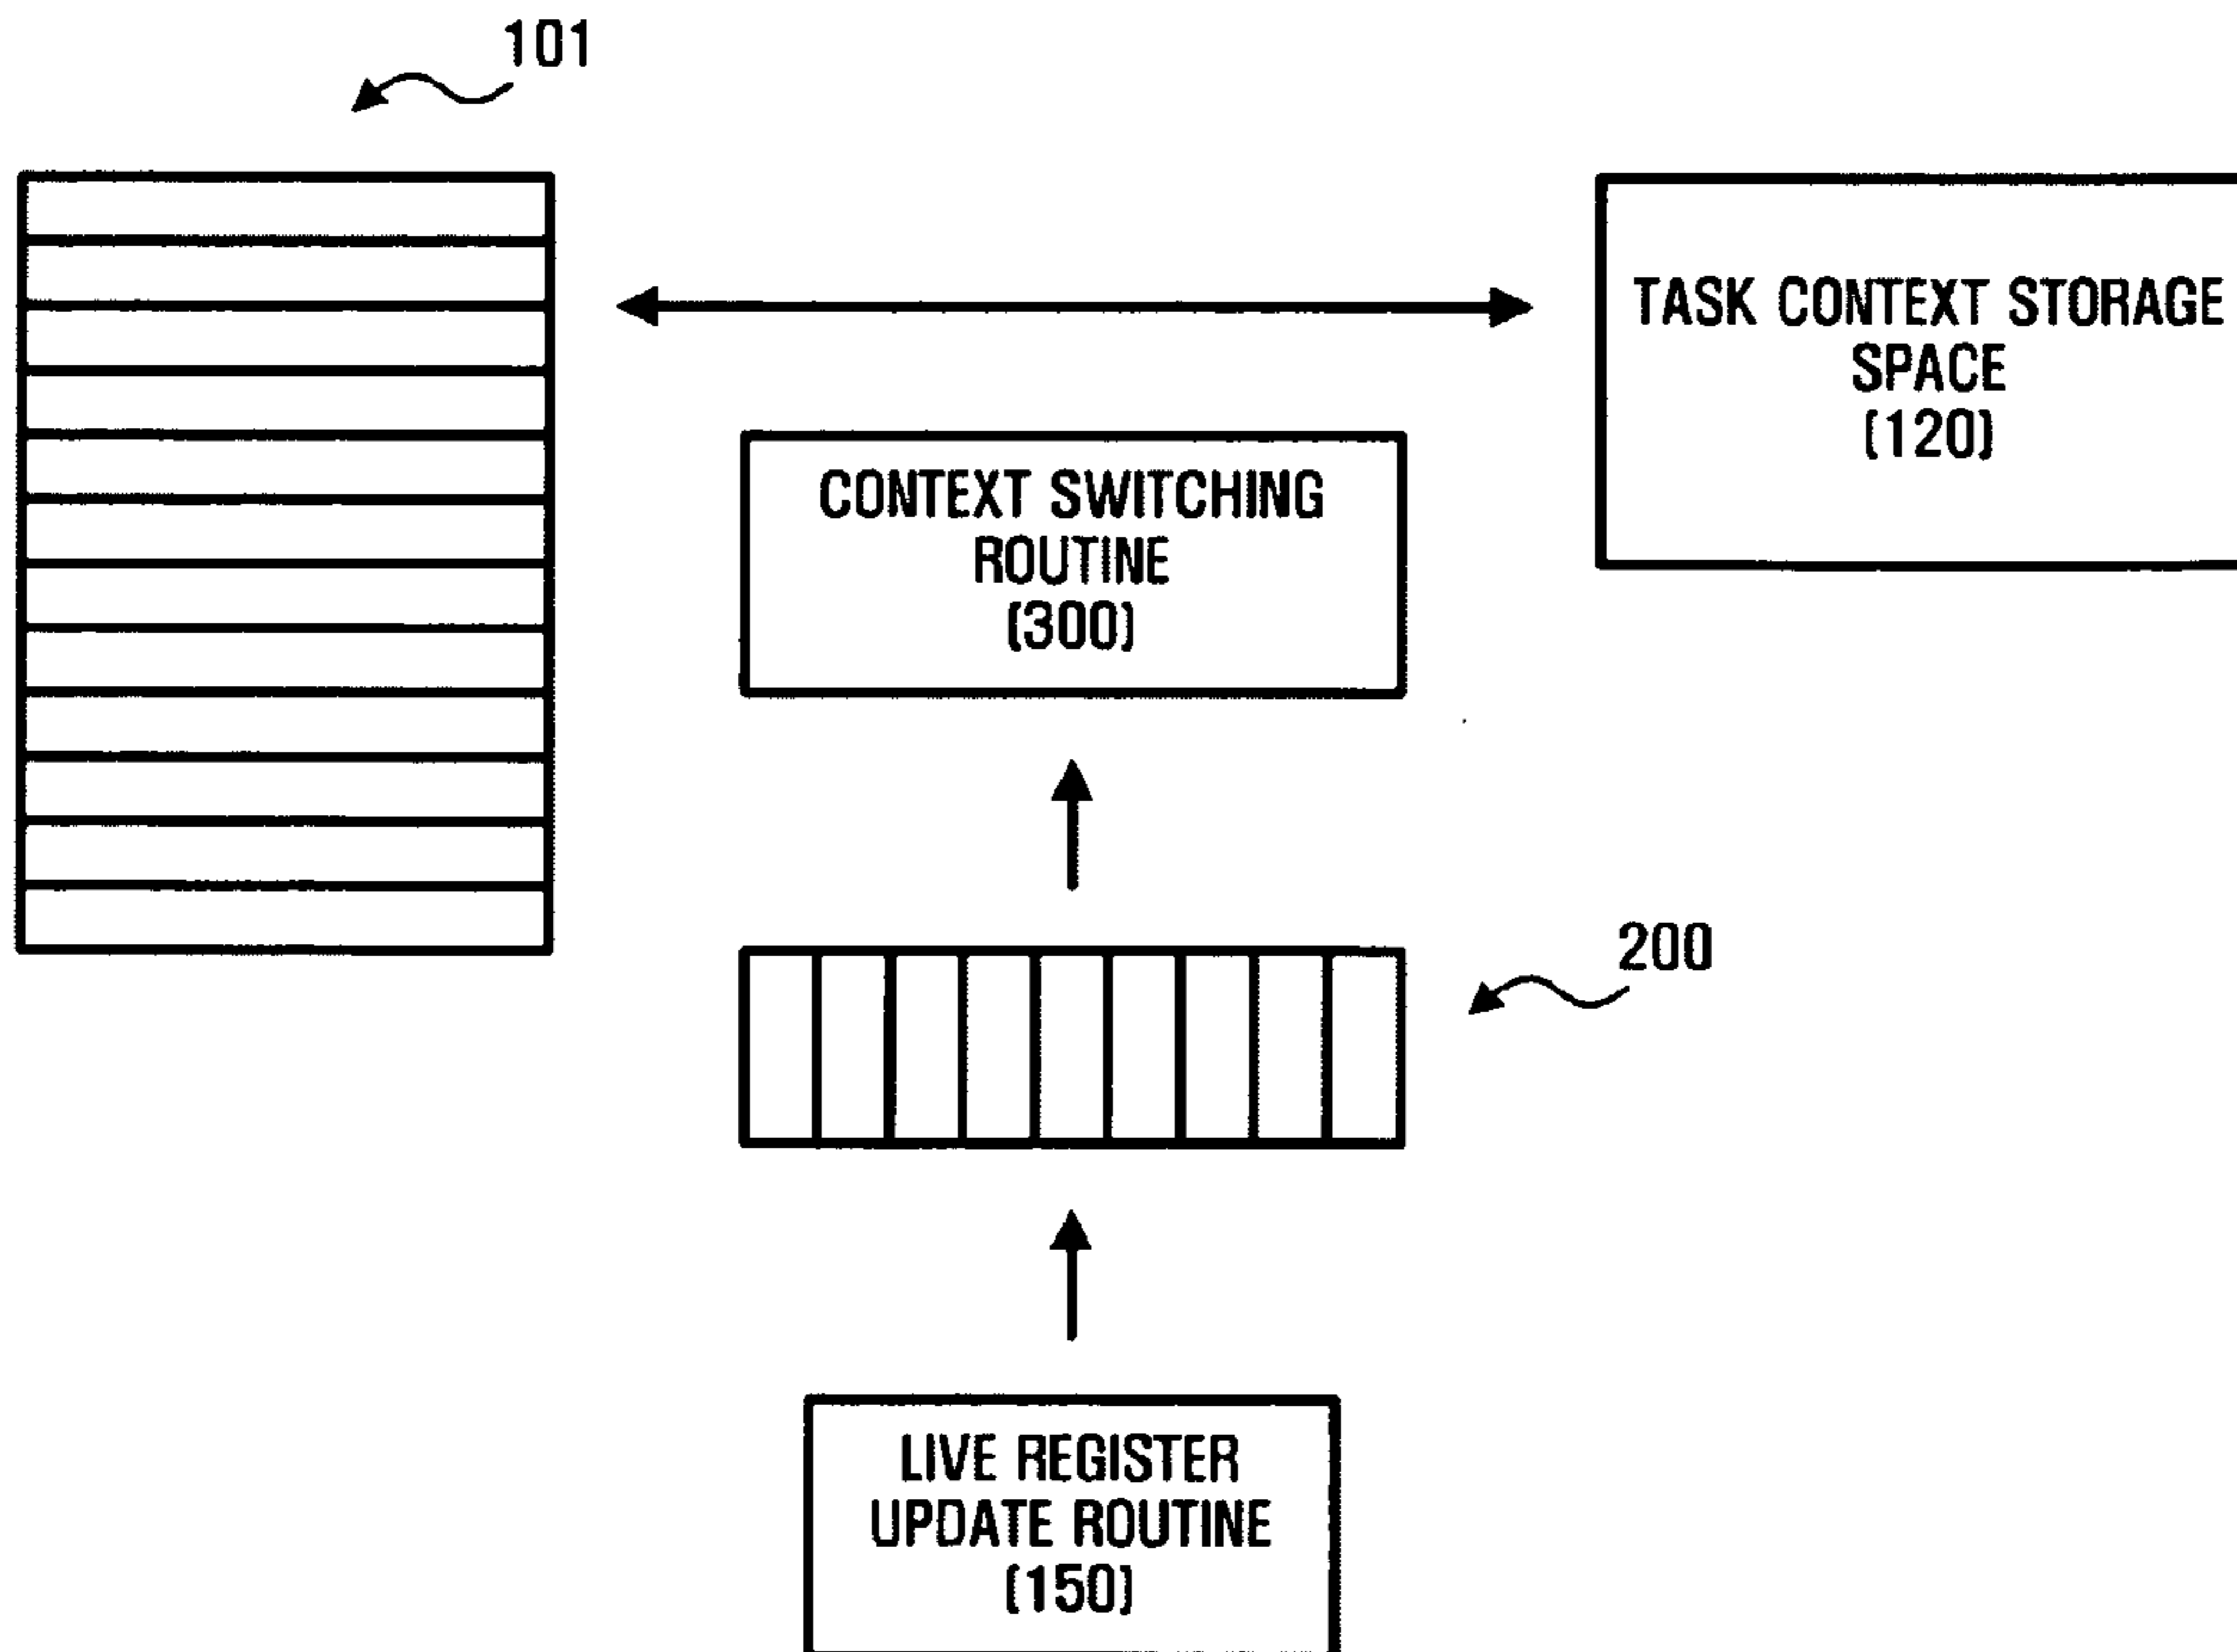 101
TASK CONTEXT STORAGE
SPACE
(120)
CONTEXT SWITCHING
ROUTINE
(300)
200
LIVE REGISTER
UPDATE ROUTINE
(150)